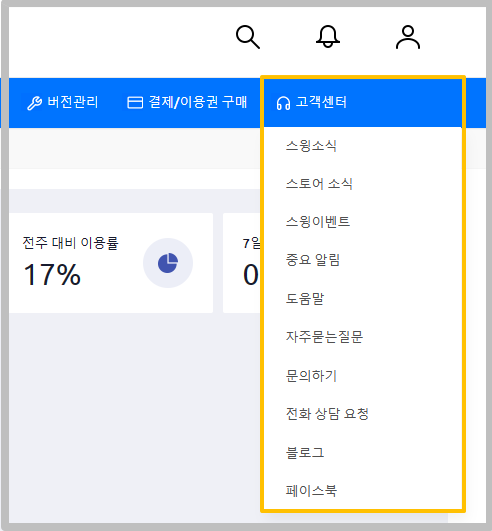 버전관리
결제/이용권 구매
고객센터
스윙소식
스토어 소식
스윙이벤트
중요 알림
도움말
자주묻는질문
문의하기
전화 상담 요청
블로그
페이스북
전주 대비 이용률
17%
7일
0